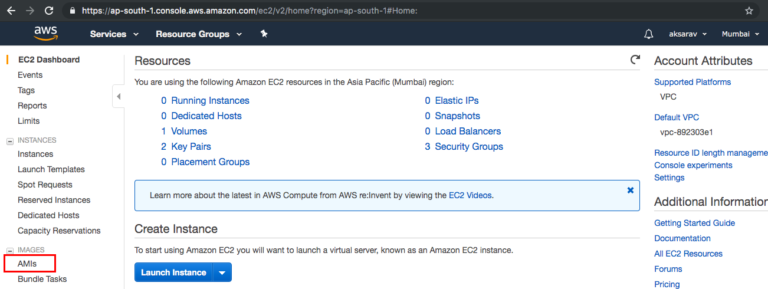 https://ap-south-1.console.aws.amazon.com/ec2/v2/home?region=ap-south-1#Home:
aws
Services
Resource Groups
aksarav
Mumbai
EC2 Dashboard
Events
Tags
Reports
Limits
INSTANCES
Instances
Launch Templates
Spot Requests
Reserved Instances
Dedicated Hosts
Capacity Reservations
IMAGES
AMIs
Bundle Tasks
Resources
You are using the following Amazon EC2 resources in the Asia Pacific (Mumbai) region:
0 Running Instances
0 Elastic IPs
0 Dedicated Hosts
0 Snapshots
1 Volumes
0 Load Balancers
2 Key Pairs
3 Security Groups
0 Placement Groups
Learn more about the latest in AWS Compute from AWS re:Invent by viewing the EC2 Videos.
Create Instance
To start using Amazon EC2 you will want to launch a virtual server, known as an Amazon EC2 instance.
Launch Instance
Account Attributes
Supported Platforms
VPC
Default VPC
vpc-892303e1
Resource ID length manageme
Console experiments
Settings
Additional Information
Getting Started Guide
Documentation
All EC2 Resources
Forums
Pricing